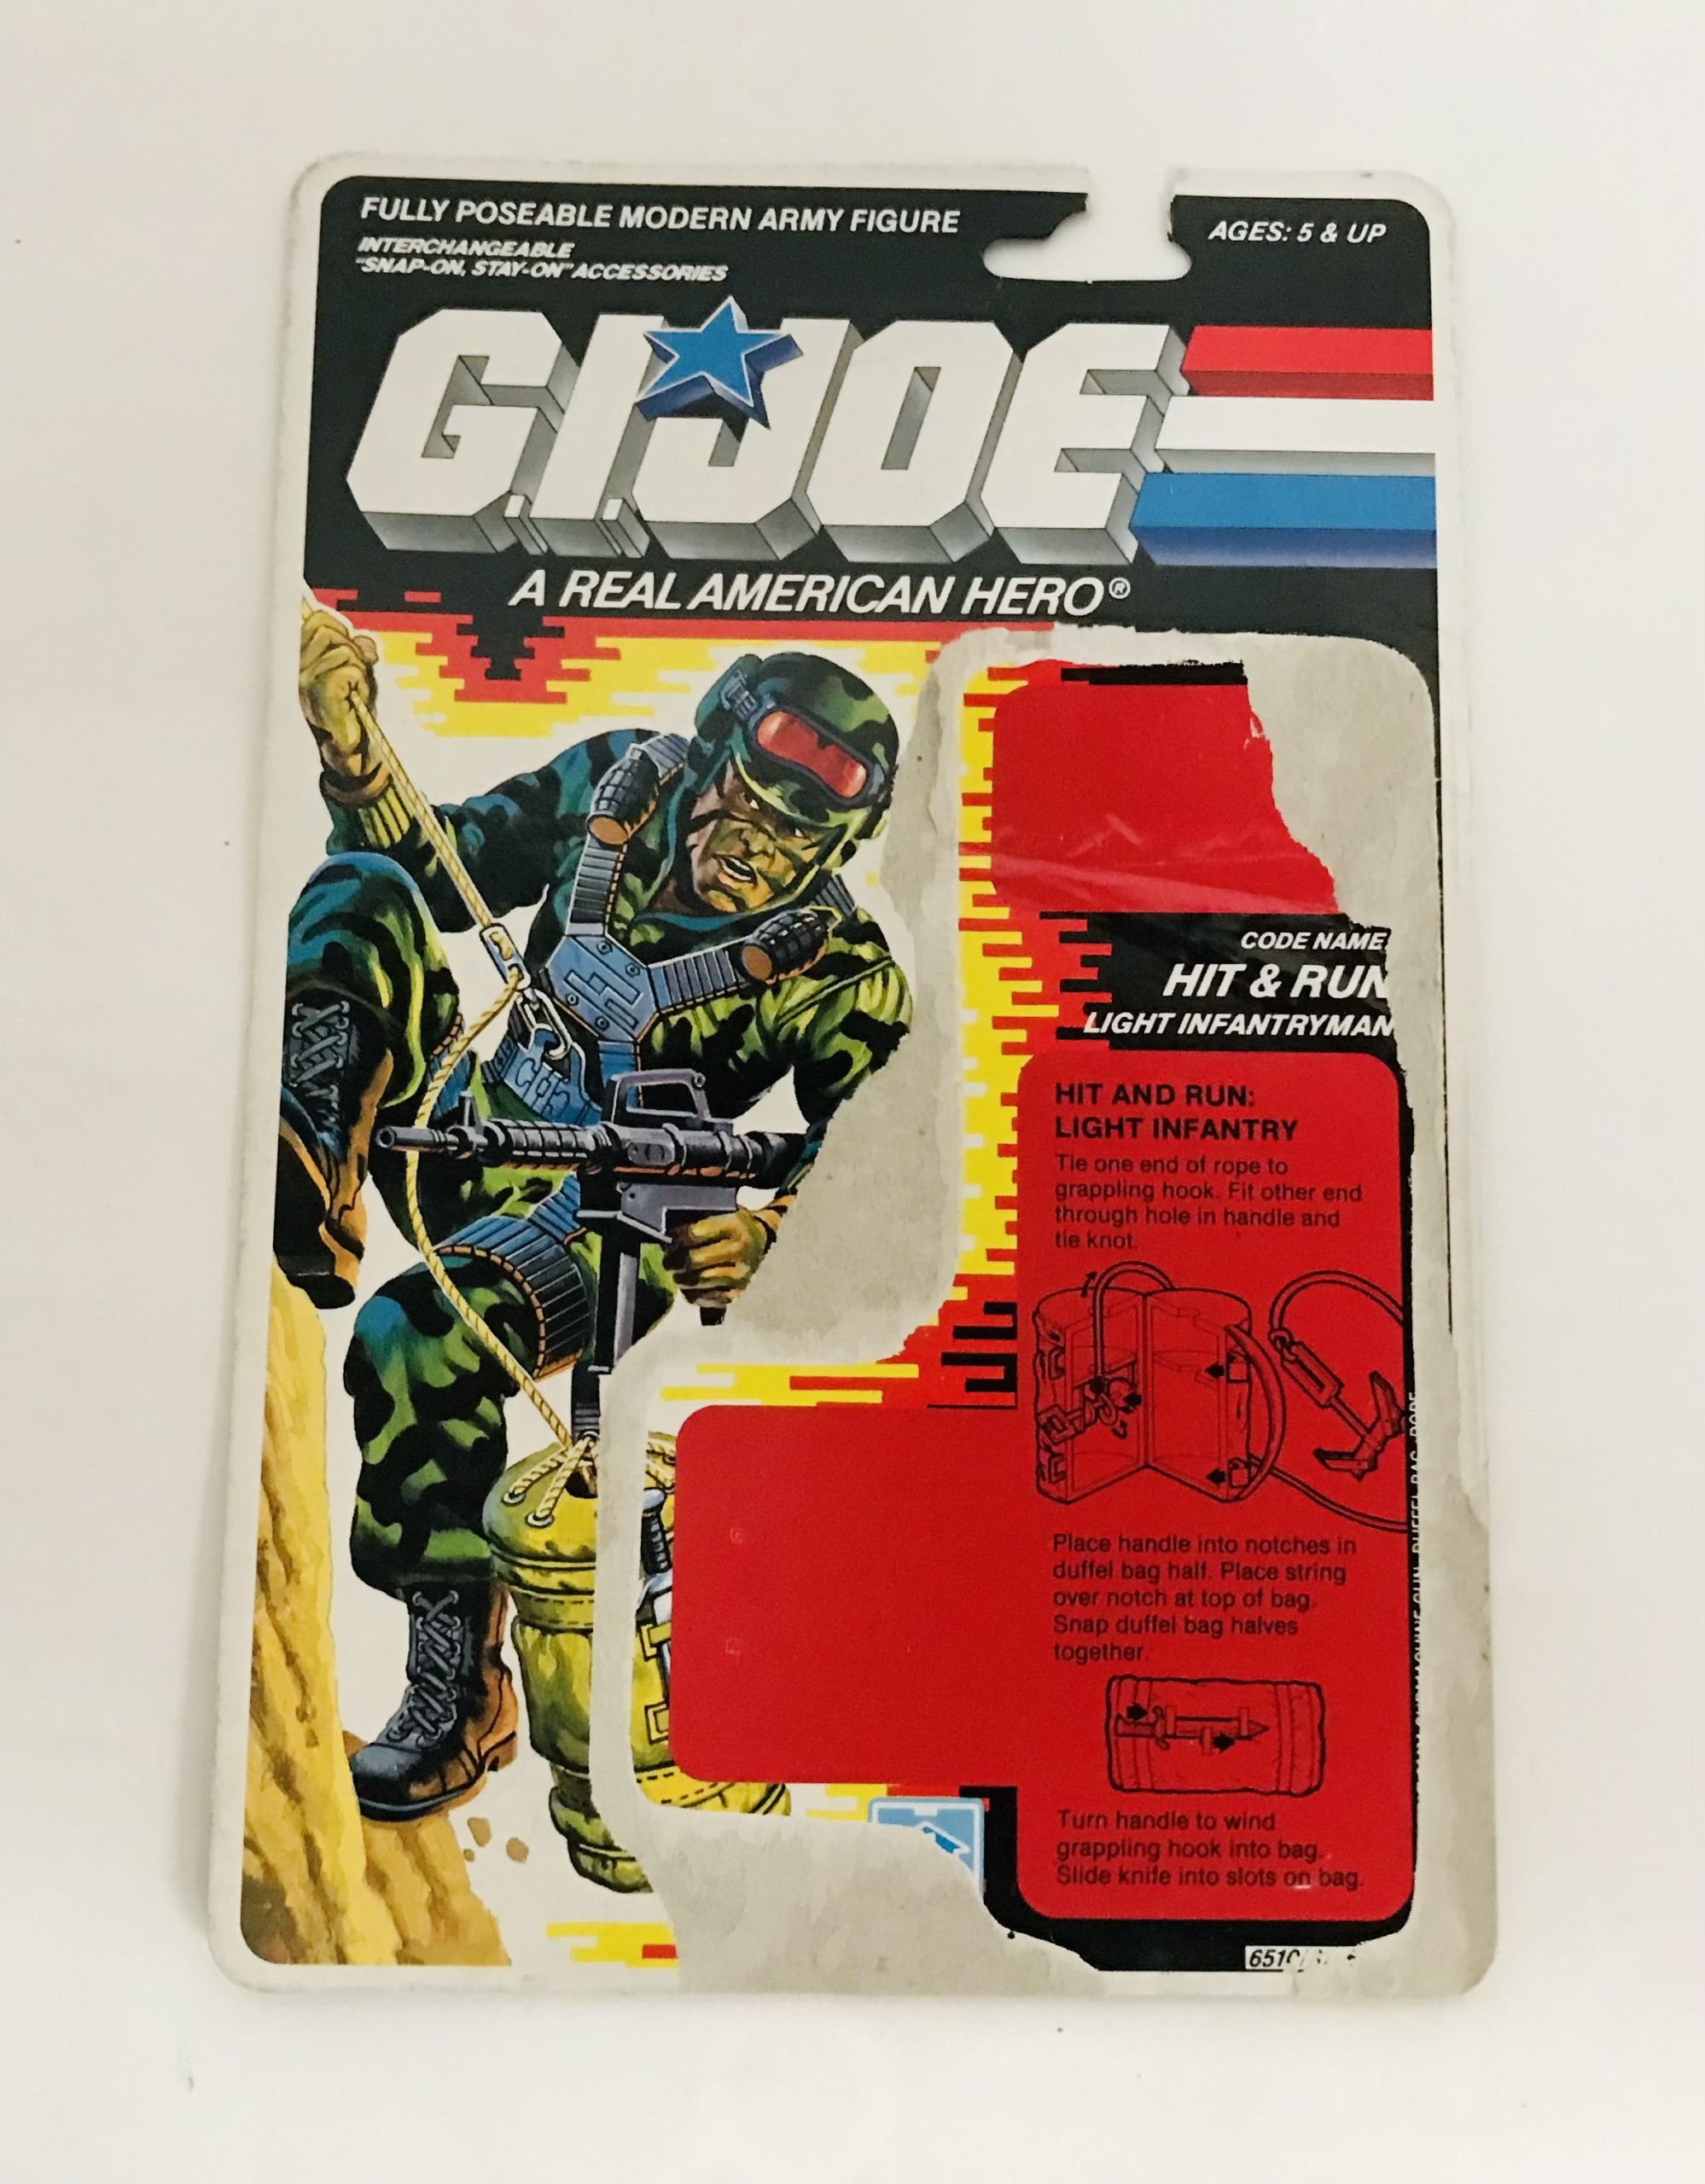 FULLY POSEABLE MODERN ARMY FIGURE
AGES: 5 & UP
INTERCHANGEABLE
"SNAP-ON, STAY-ON" ACCESSORIES
G.I. JOE
A REAL AMERICAN HERO®
CODE NAME
HIT & RUN
LIGHT INFANTRYMAN
HIT AND RUN:
LIGHT INFANTRY
Tie one end of rope to
grappling hook. Fit other end
through hole in handle and
tie knot.
Place handle into notches in
duffel bag half. Place string
over notch at top of bag.
Snap duffel bag halves
together.
Turn handle to wind
grappling hook into bag.
Slide knife into slots on bag.